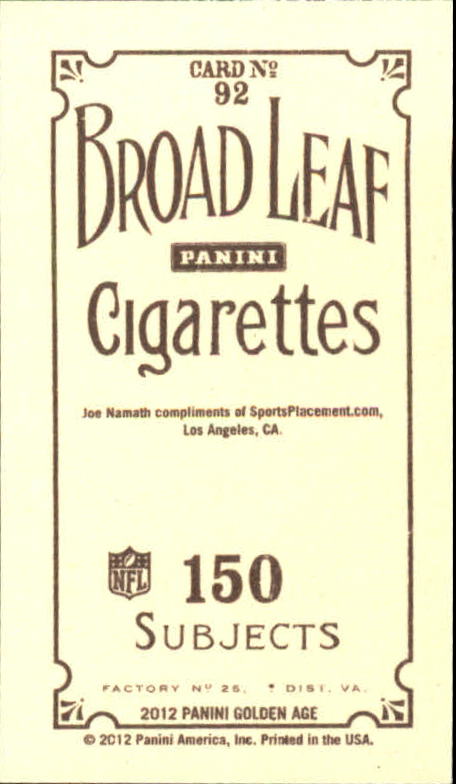 CARD Nº
92
BROAD LEAF
PANINI
Cigarettes
Joe Namath compliments of SportsPlacement.com,
Los Angeles, CA.
NFL
150
SUBJECTS
FACTORY Nº 25, * DIST. VA.
2012 PANINI GOLDEN AGE
© 2012 Panini America, Inc. Printed in the USA.